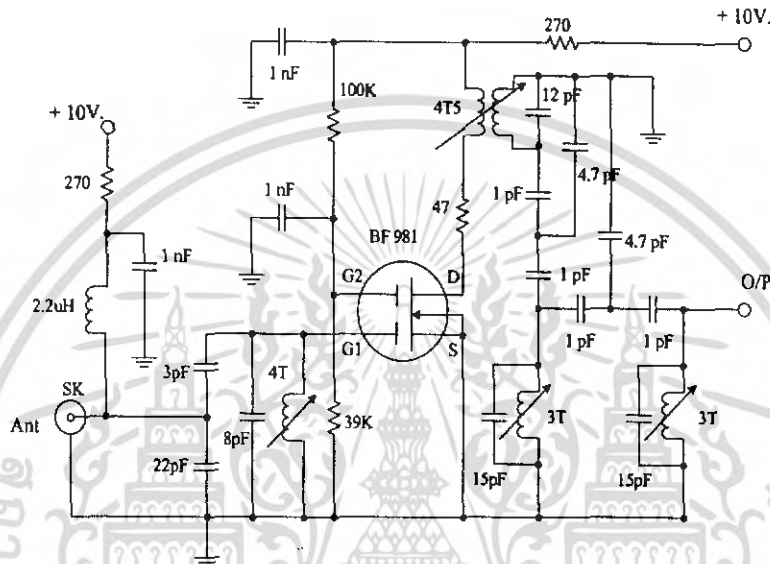 + 10V.
270
1 nF
100K
4T5
12 pF
4.7 pF
+ 10V.
270
1 nF
1 pF
47
1 nF
BF 981
4.7 pF
G2
D
1 pF
2.2uH
O/P
G1
S
1 pF
1 pF
3pF
4T
SK
Ant
8pF
39K
3T
3T
22pF
15pF
15pF